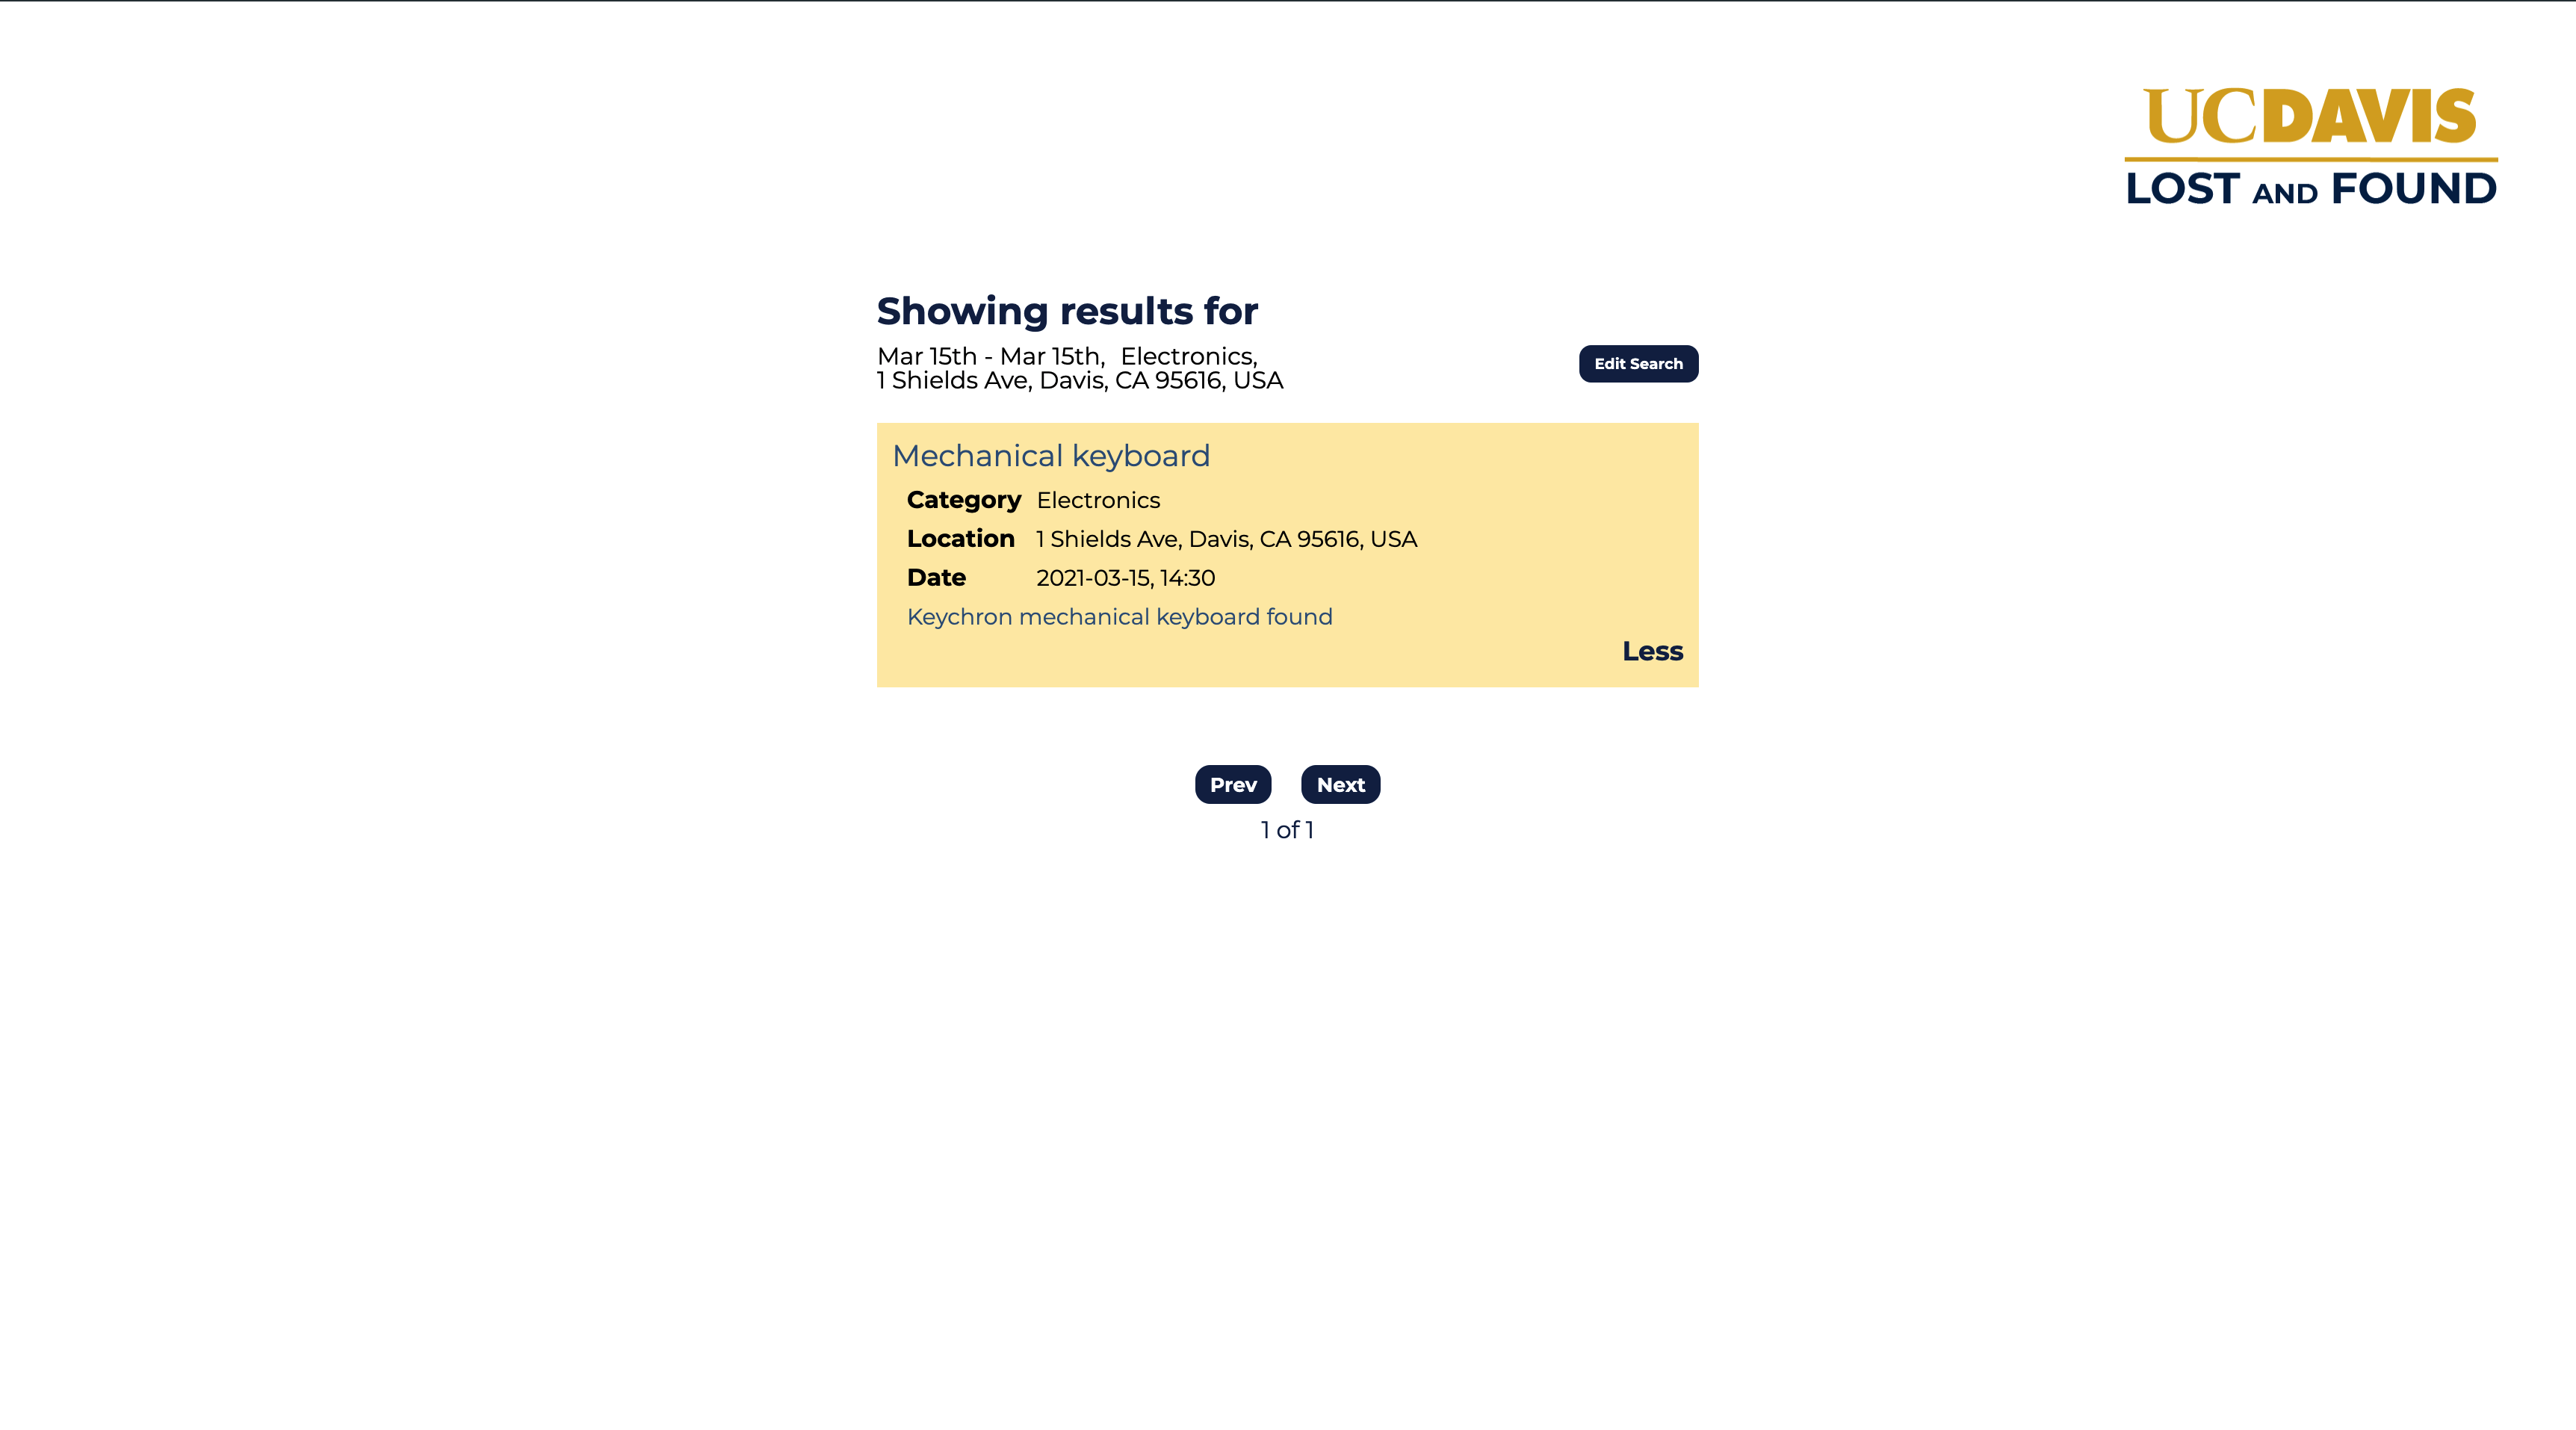 UCDAVIS
LOST AND FOUND
Showing results for
Mar 15th - Mar 15th, Electronics,
1 Shields Ave, Davis, CA 95616, USA
Edit Search
Mechanical keyboard
Category Electronics
Location 1 Shields Ave, Davis, CA 95616, USA
Date 2021-03-15, 14:30
Keychron mechanical keyboard found
Less
Prev Next
1 of 1